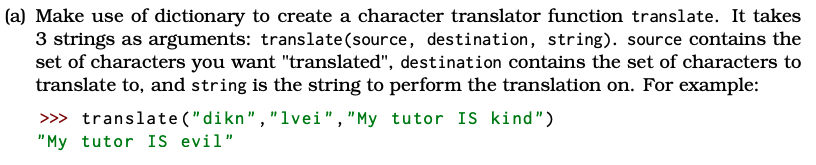 (a) Make use of dictionary to create a character translator function translate. It takes
3 strings as arguments: translate(source, destination, string). source contains the
set of characters you want "translated", destination contains the set of characters to
translate to, and string is the string to perform the translation on. For example:
>>> translate("dikn","lvei","My tutor IS kind")
"My tutor IS evil"